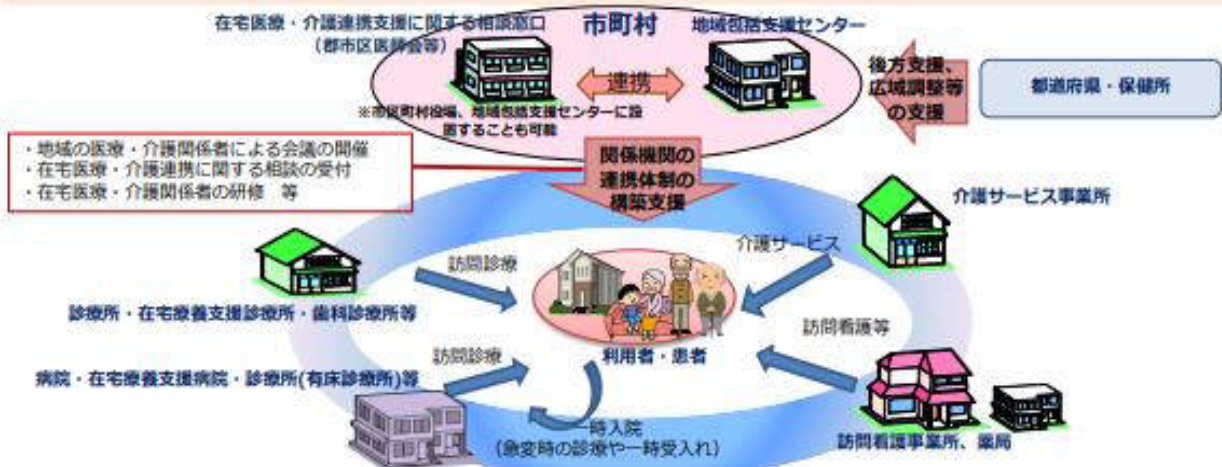 在宅医療・介護連携支援に関する相談窓口
(郡市区医師会等)
市町村
地域包括支援センター
連携
※市区町村役場、地域包括支援センターに設
置することも可能
後方支援、
広域調整等
の支援
都道府県・保健所
・地域の医療・介護関係者による会議の開催
・在宅医療・介護連携に関する相談の受付
・在宅医療・介護関係者の研修 等
関係機関の
連携体制の
構築支援
介護サービス事業所
介護サービス
訪問診療
診療所・在宅療養支援診療所・歯科診療所等
利用者・患者
訪問看護等
訪問診療
病院・在宅療養支援病院・診療所(有床診療所)等
一時入院
(急変時の診療や一時受入れ)
訪問看護事業所、薬局